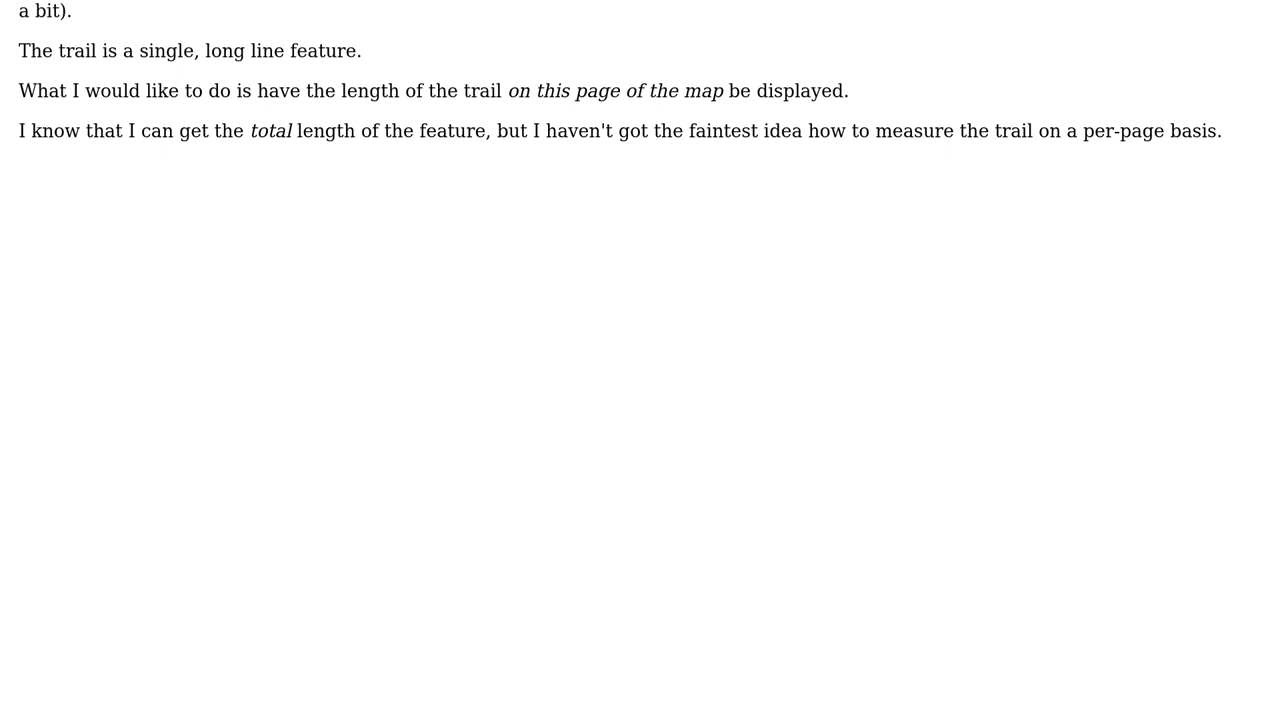 a bit).
The trail is a single, long line feature.
What I would like to do is have the length of the trail on this page of the map be displayed.
I know that I can get the total length of the feature, but I haven't got the faintest idea how to measure the trail on a per-page basis.